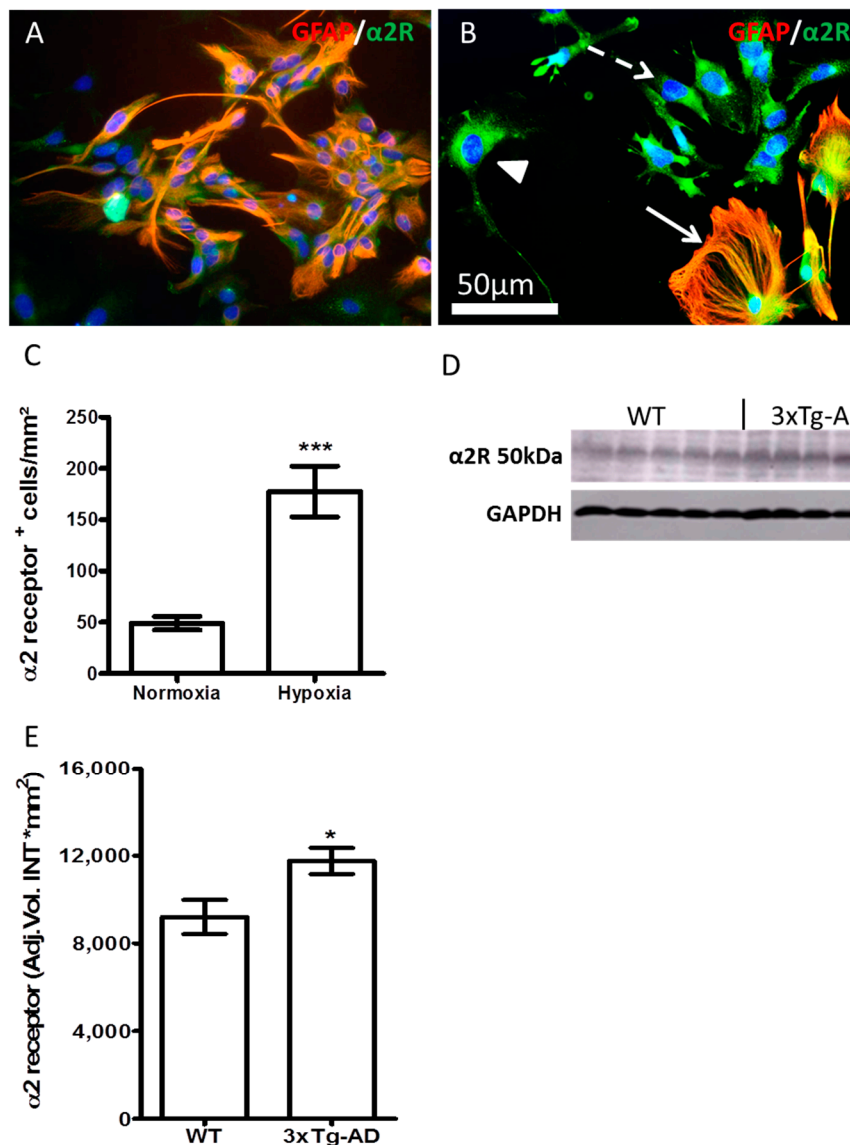 A
GFAP/α2R
B
GFAP/α2R
50μm
C
α2 receptor + cells/mm²
250
200
150
100
50
0
***
Normoxia
Hypoxia
D
WT
3xTg-A
α2R 50kDa
GAPDH
E
α2 receptor (Adj.Vol. INT*mm²)
16,000
12,000
8,000
4,000
0
*
WT
3xTg-AD